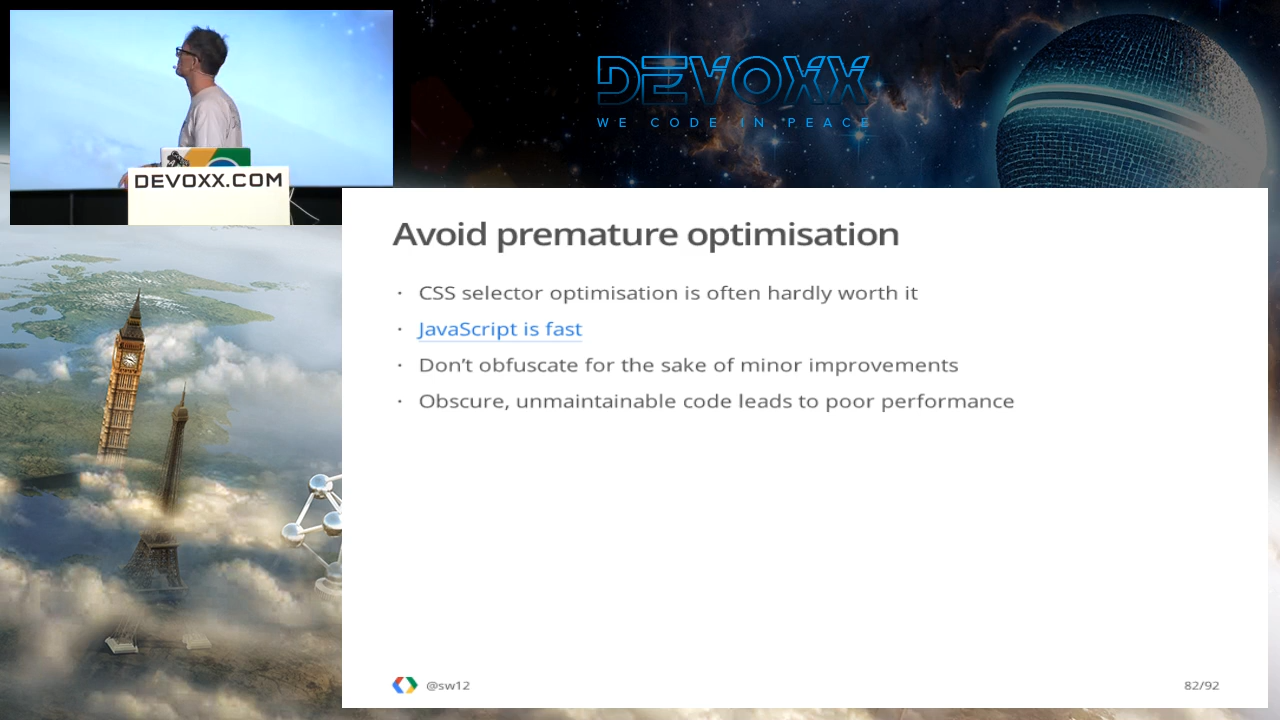 DEVOXX
WE CODE IN PEACE
DEVOXX.COM
Avoid premature optimisation
· CSS selector optimisation is often hardly worth it
· JavaScript is fast
· Don’t obfuscate for the sake of minor improvements
· Obscure, unmaintainable code leads to poor performance
@sw12
82/92